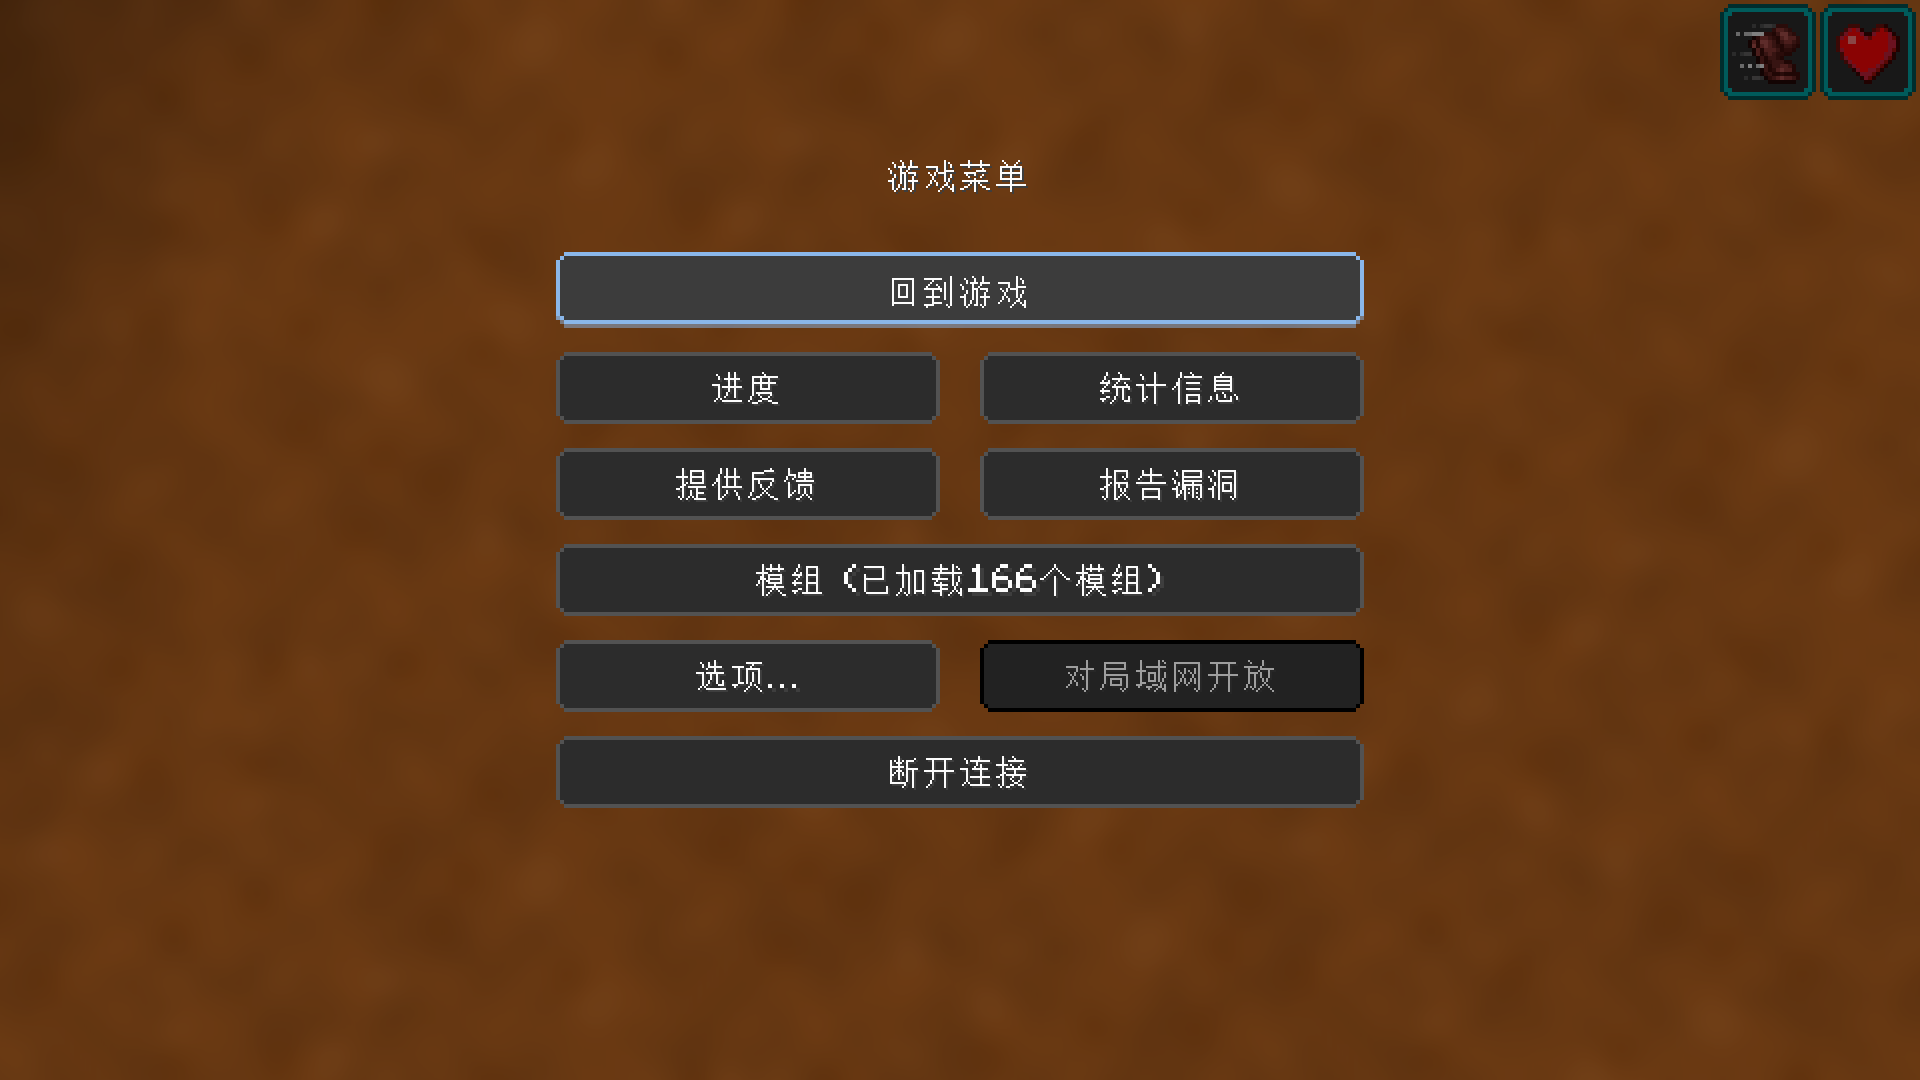 游戏菜单
回到游戏
进度
统计信息
提供反馈
报告漏洞
模组（已加载166个模组）
选项...
对局域网开放
断开连接